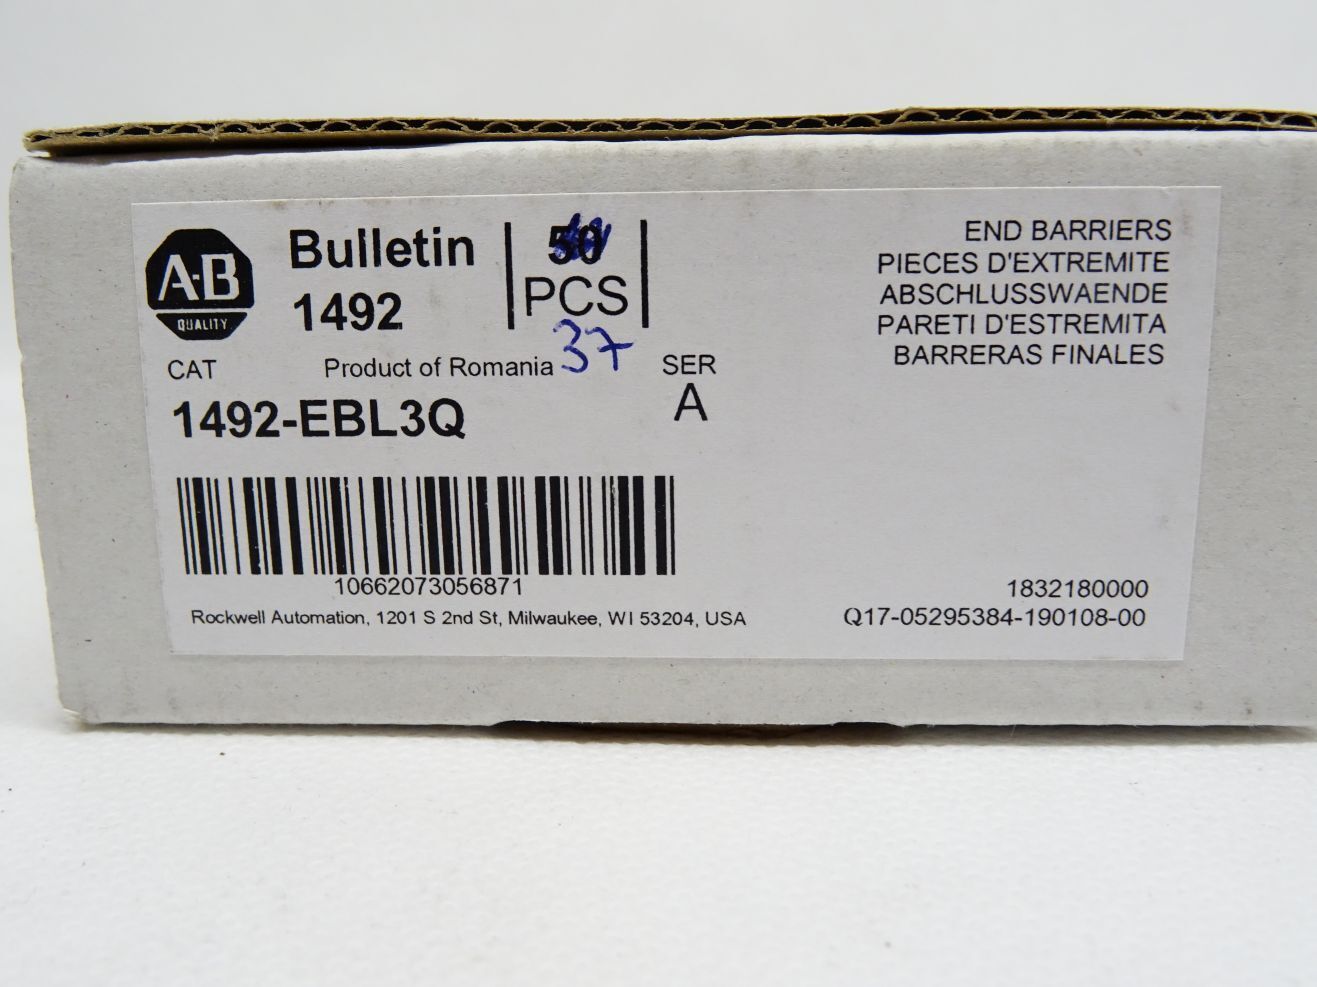 A-B
QUALITY
Bulletin
1492
50
PCS
37
CAT
Product of Romania
SER
A
1492-EBL3Q
10662073056871
Rockwell Automation, 1201 S 2nd St, Milwaukee, WI 53204, USA
END BARRIERS
PIECES D'EXTREMITE
ABSCHLUSSWAENDE
PARETI D'ESTREMITA
BARRERAS FINALES
1832180000
Q17-05295384-190108-00